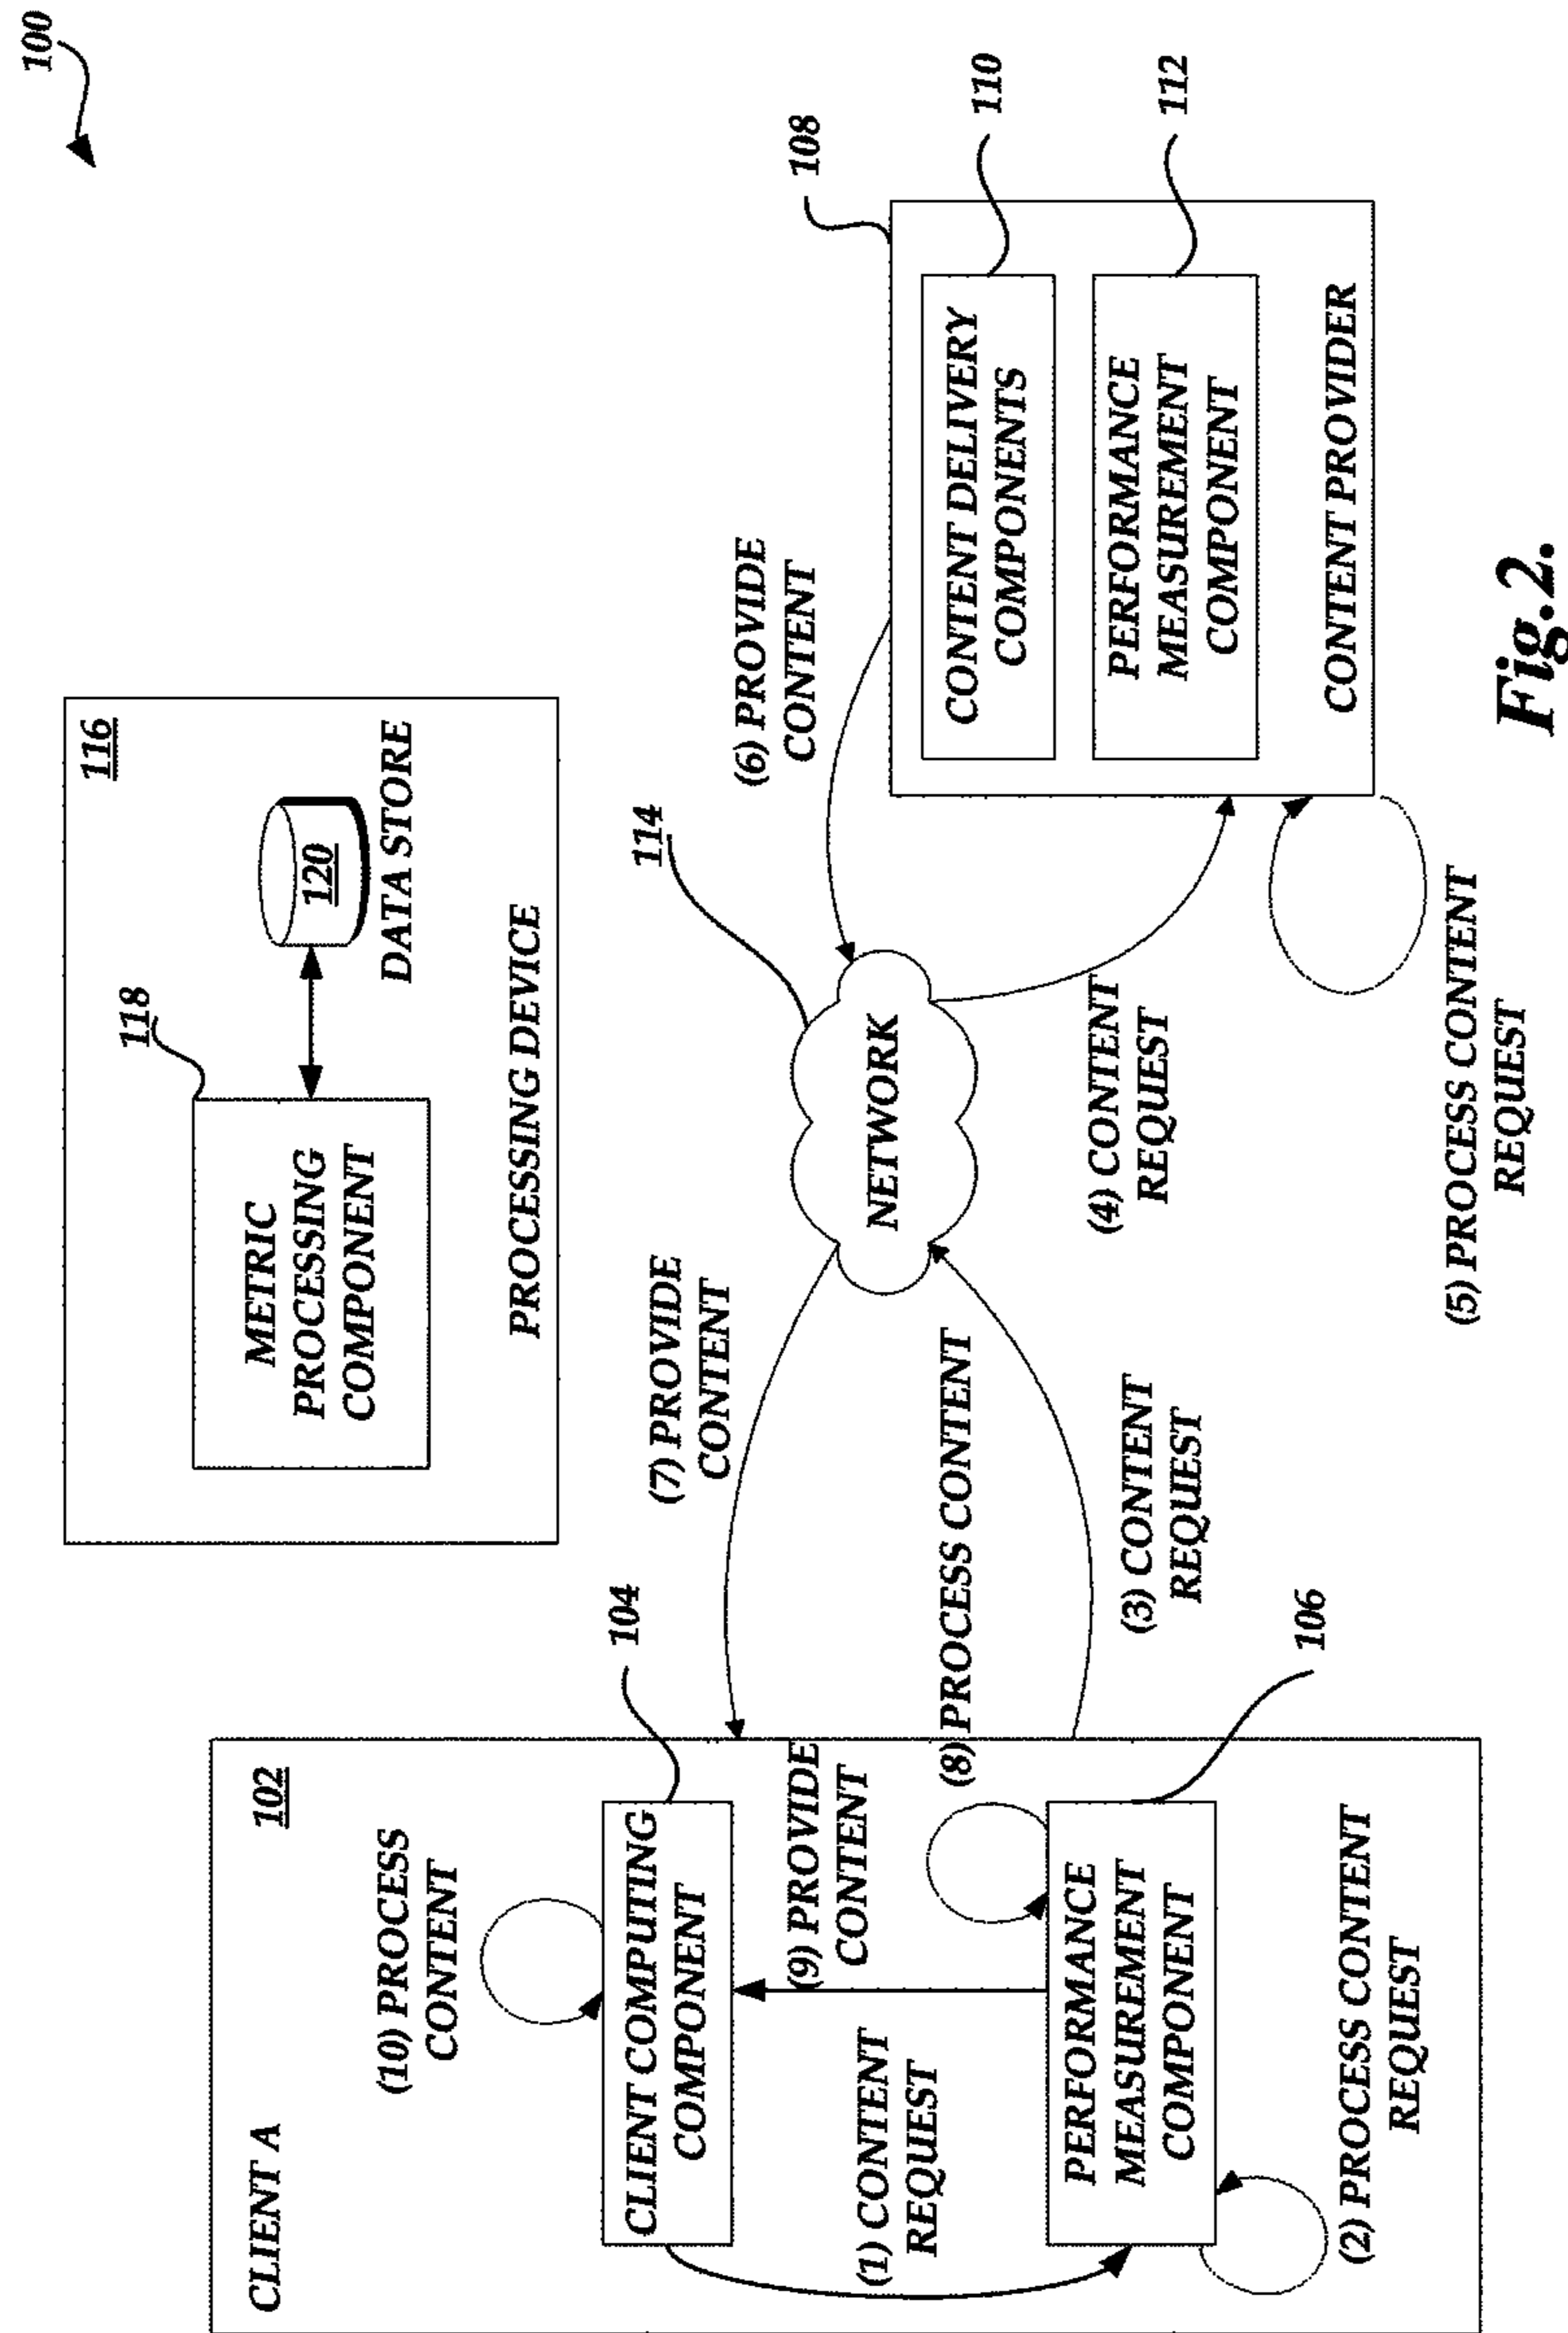 100
116
118
METRIC
PROCESSING
COMPONENT
120
DATA STORE
PROCESSING DEVICE
CLIENT A
102
(10) PROCESS
CONTENT
104
CLIENT COMPUTING
COMPONENT
(9) PROVIDE
CONTENT
(1) CONTENT
REQUEST
(8) PROCESS CONTENT
PERFORMANCE
MEASUREMENT
COMPONENT
106
(2) PROCESS CONTENT
REQUEST
(7) PROVIDE
CONTENT
(3) CONTENT
REQUEST
114
NETWORK
(6) PROVIDE
CONTENT
(4) CONTENT
REQUEST
108
CONTENT DELIVERY
COMPONENTS
110
PERFORMANCE
MEASUREMENT
COMPONENT
112
CONTENT PROVIDER
(5) PROCESS CONTENT
REQUEST
Fig.2.